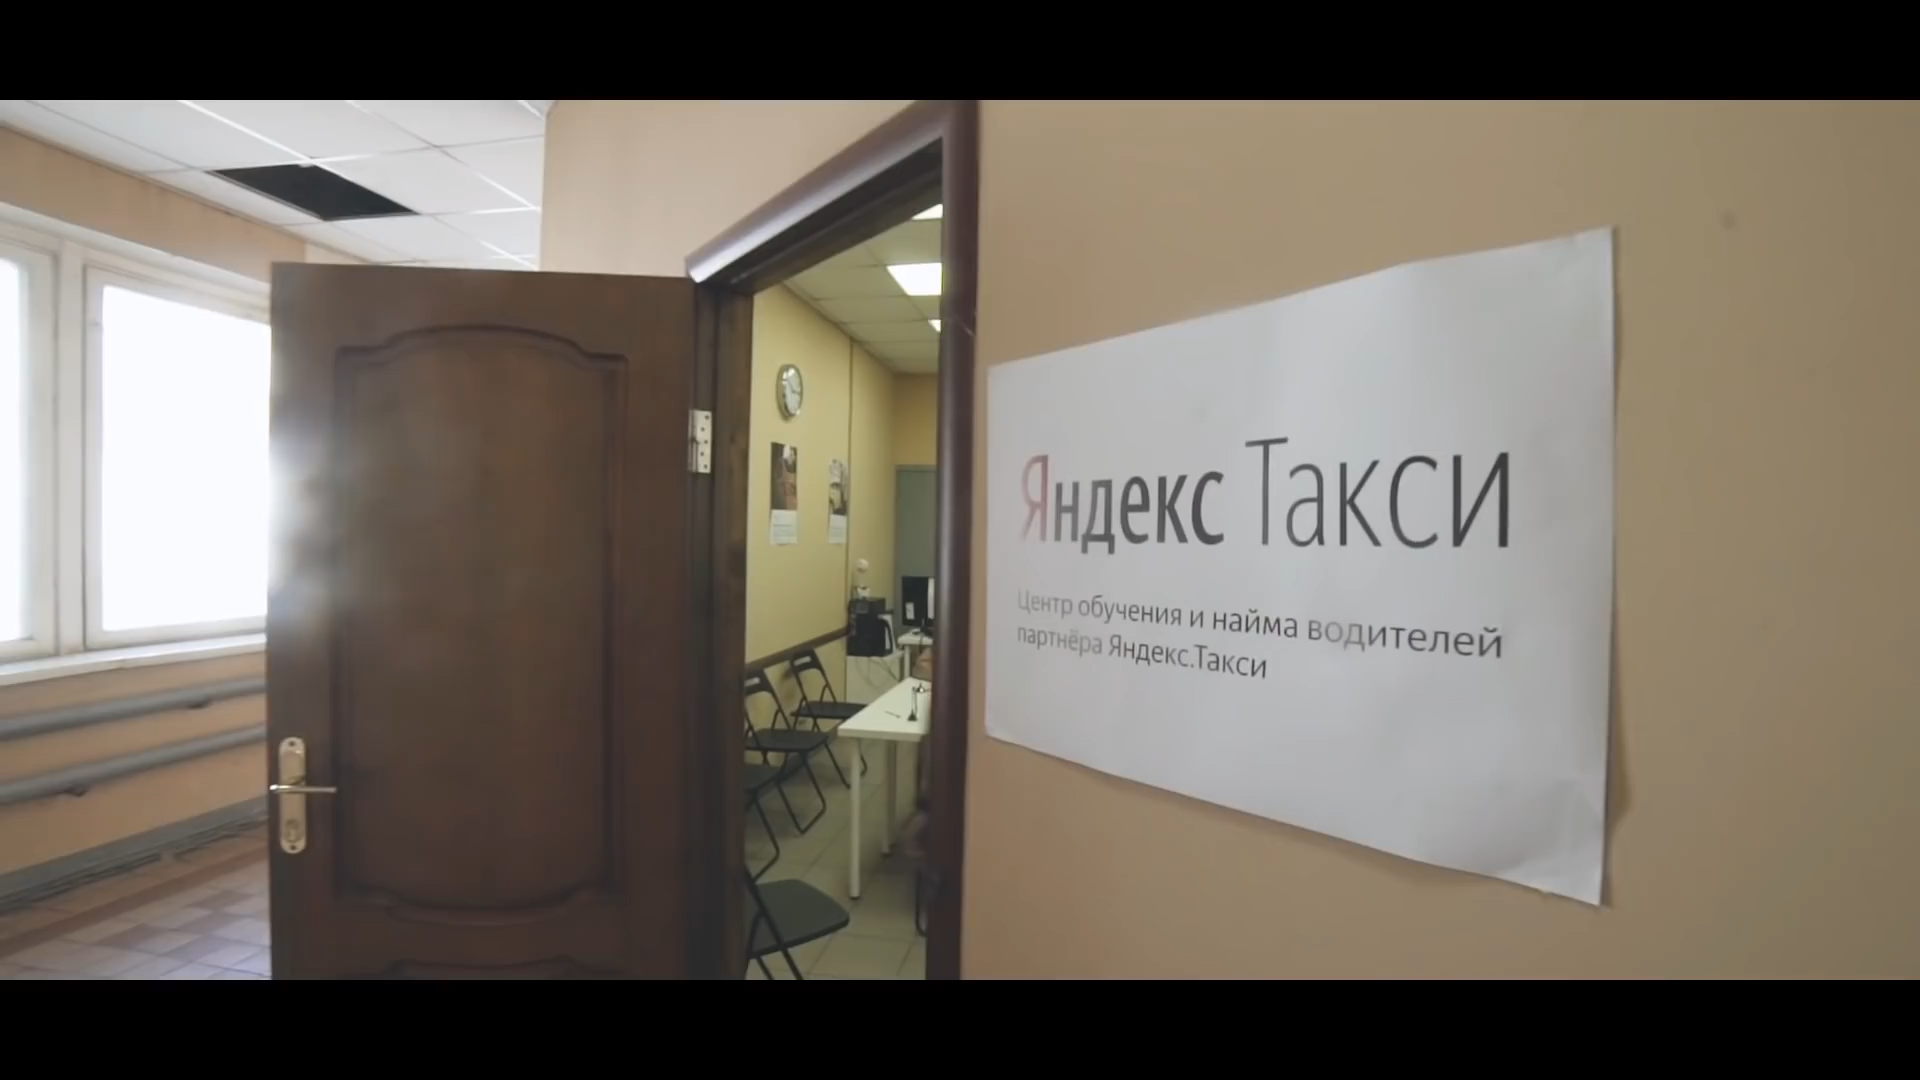 Яндекс Такси
Центр обучения и найма водителей
партнёра Яндекс.Такси